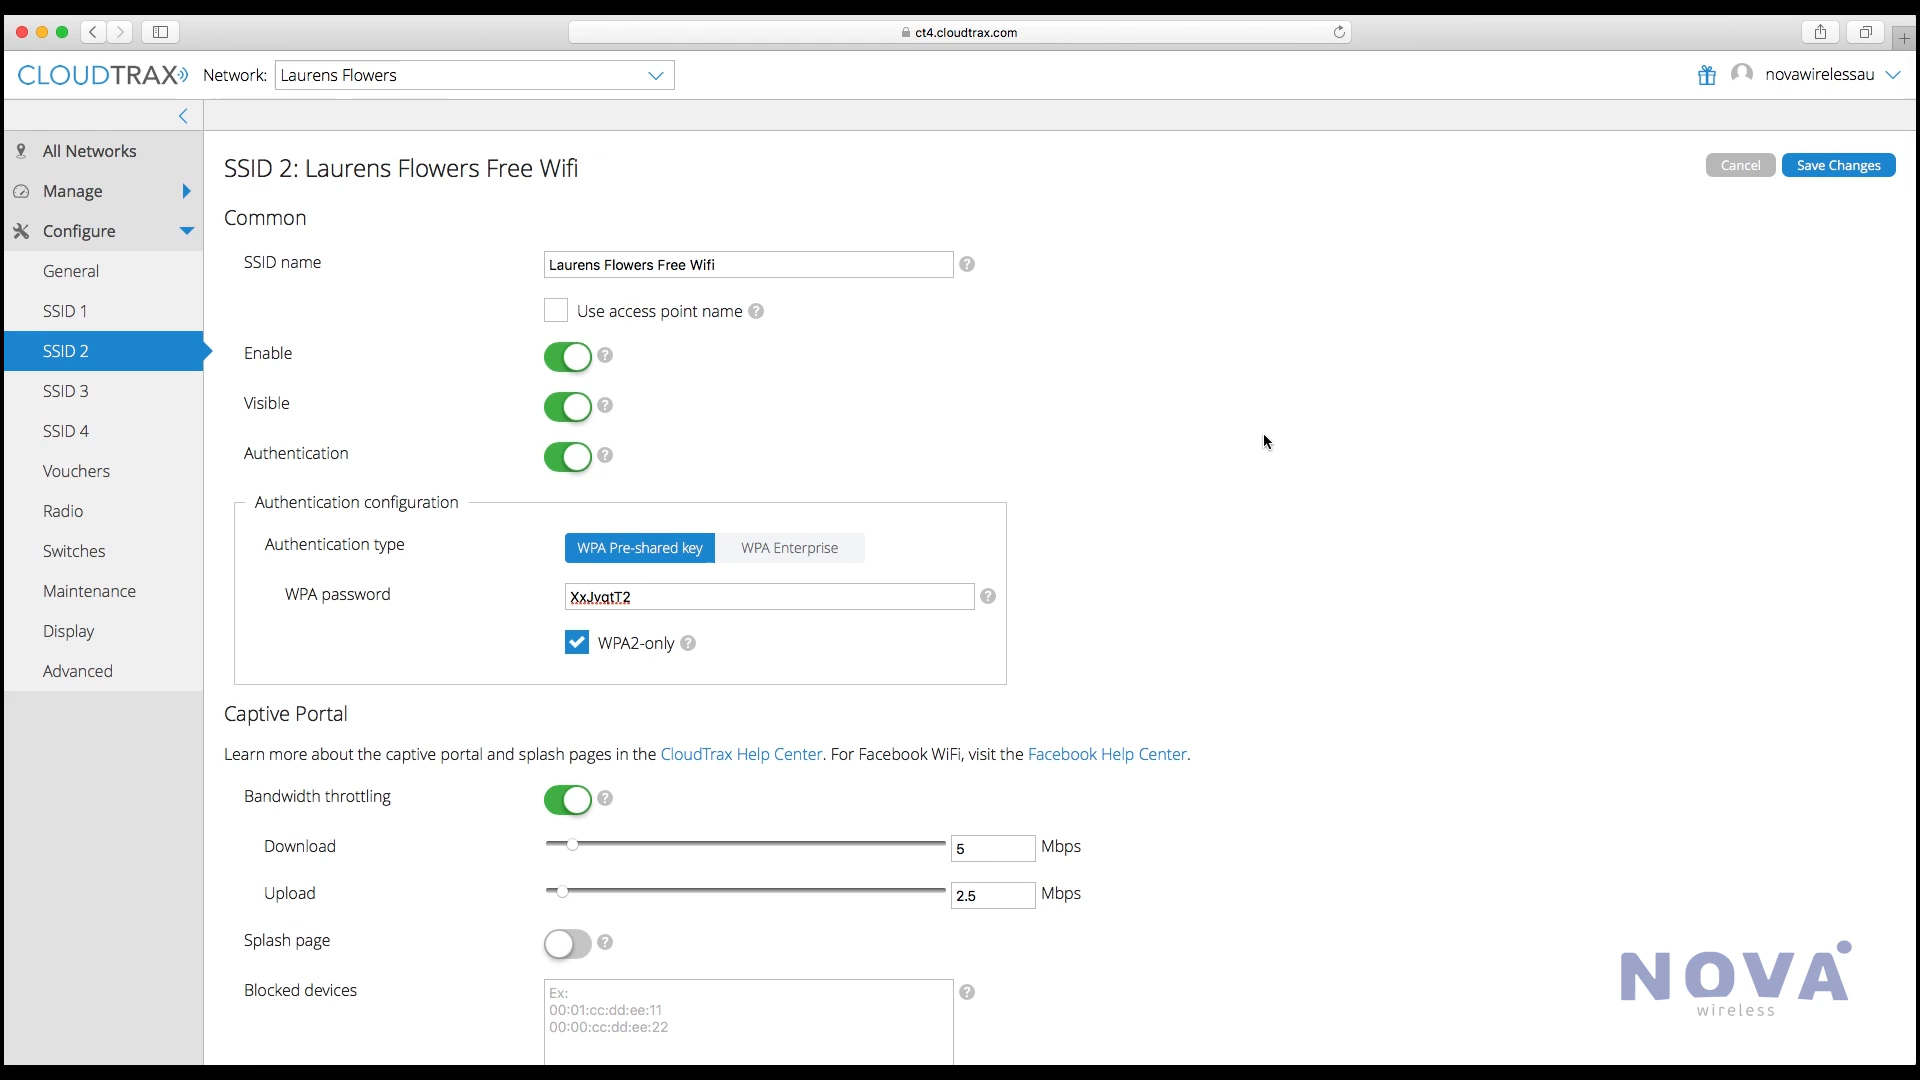 ct4.cloudtrax.com
CLOUDTRAX Network: Laurens Flowers novawirelessau
All Networks
Manage
Configure
General
SSID 1
SSID 2
SSID 3
SSID 4
Vouchers
Radio
Switches
Maintenance
Display
Advanced
SSID 2: Laurens Flowers Free Wifi
Cancel Save Changes
Common
SSID name Laurens Flowers Free Wifi ?
Use access point name ?
Enable ?
Visible ?
Authentication ?
Authentication configuration
Authentication type WPA Pre-shared key WPA Enterprise
WPA password XxJvqtT2 ?
WPA2-only ?
Captive Portal
Learn more about the captive portal and splash pages in the CloudTrax Help Center. For Facebook WiFi, visit the Facebook Help Center.
Bandwidth throttling ?
Download 5 Mbps
Upload 2.5 Mbps
Splash page ?
Blocked devices ?
Ex:
00:01:cc:dd:ee:11
00:00:cc:dd:ee:22
NOVA
wireless